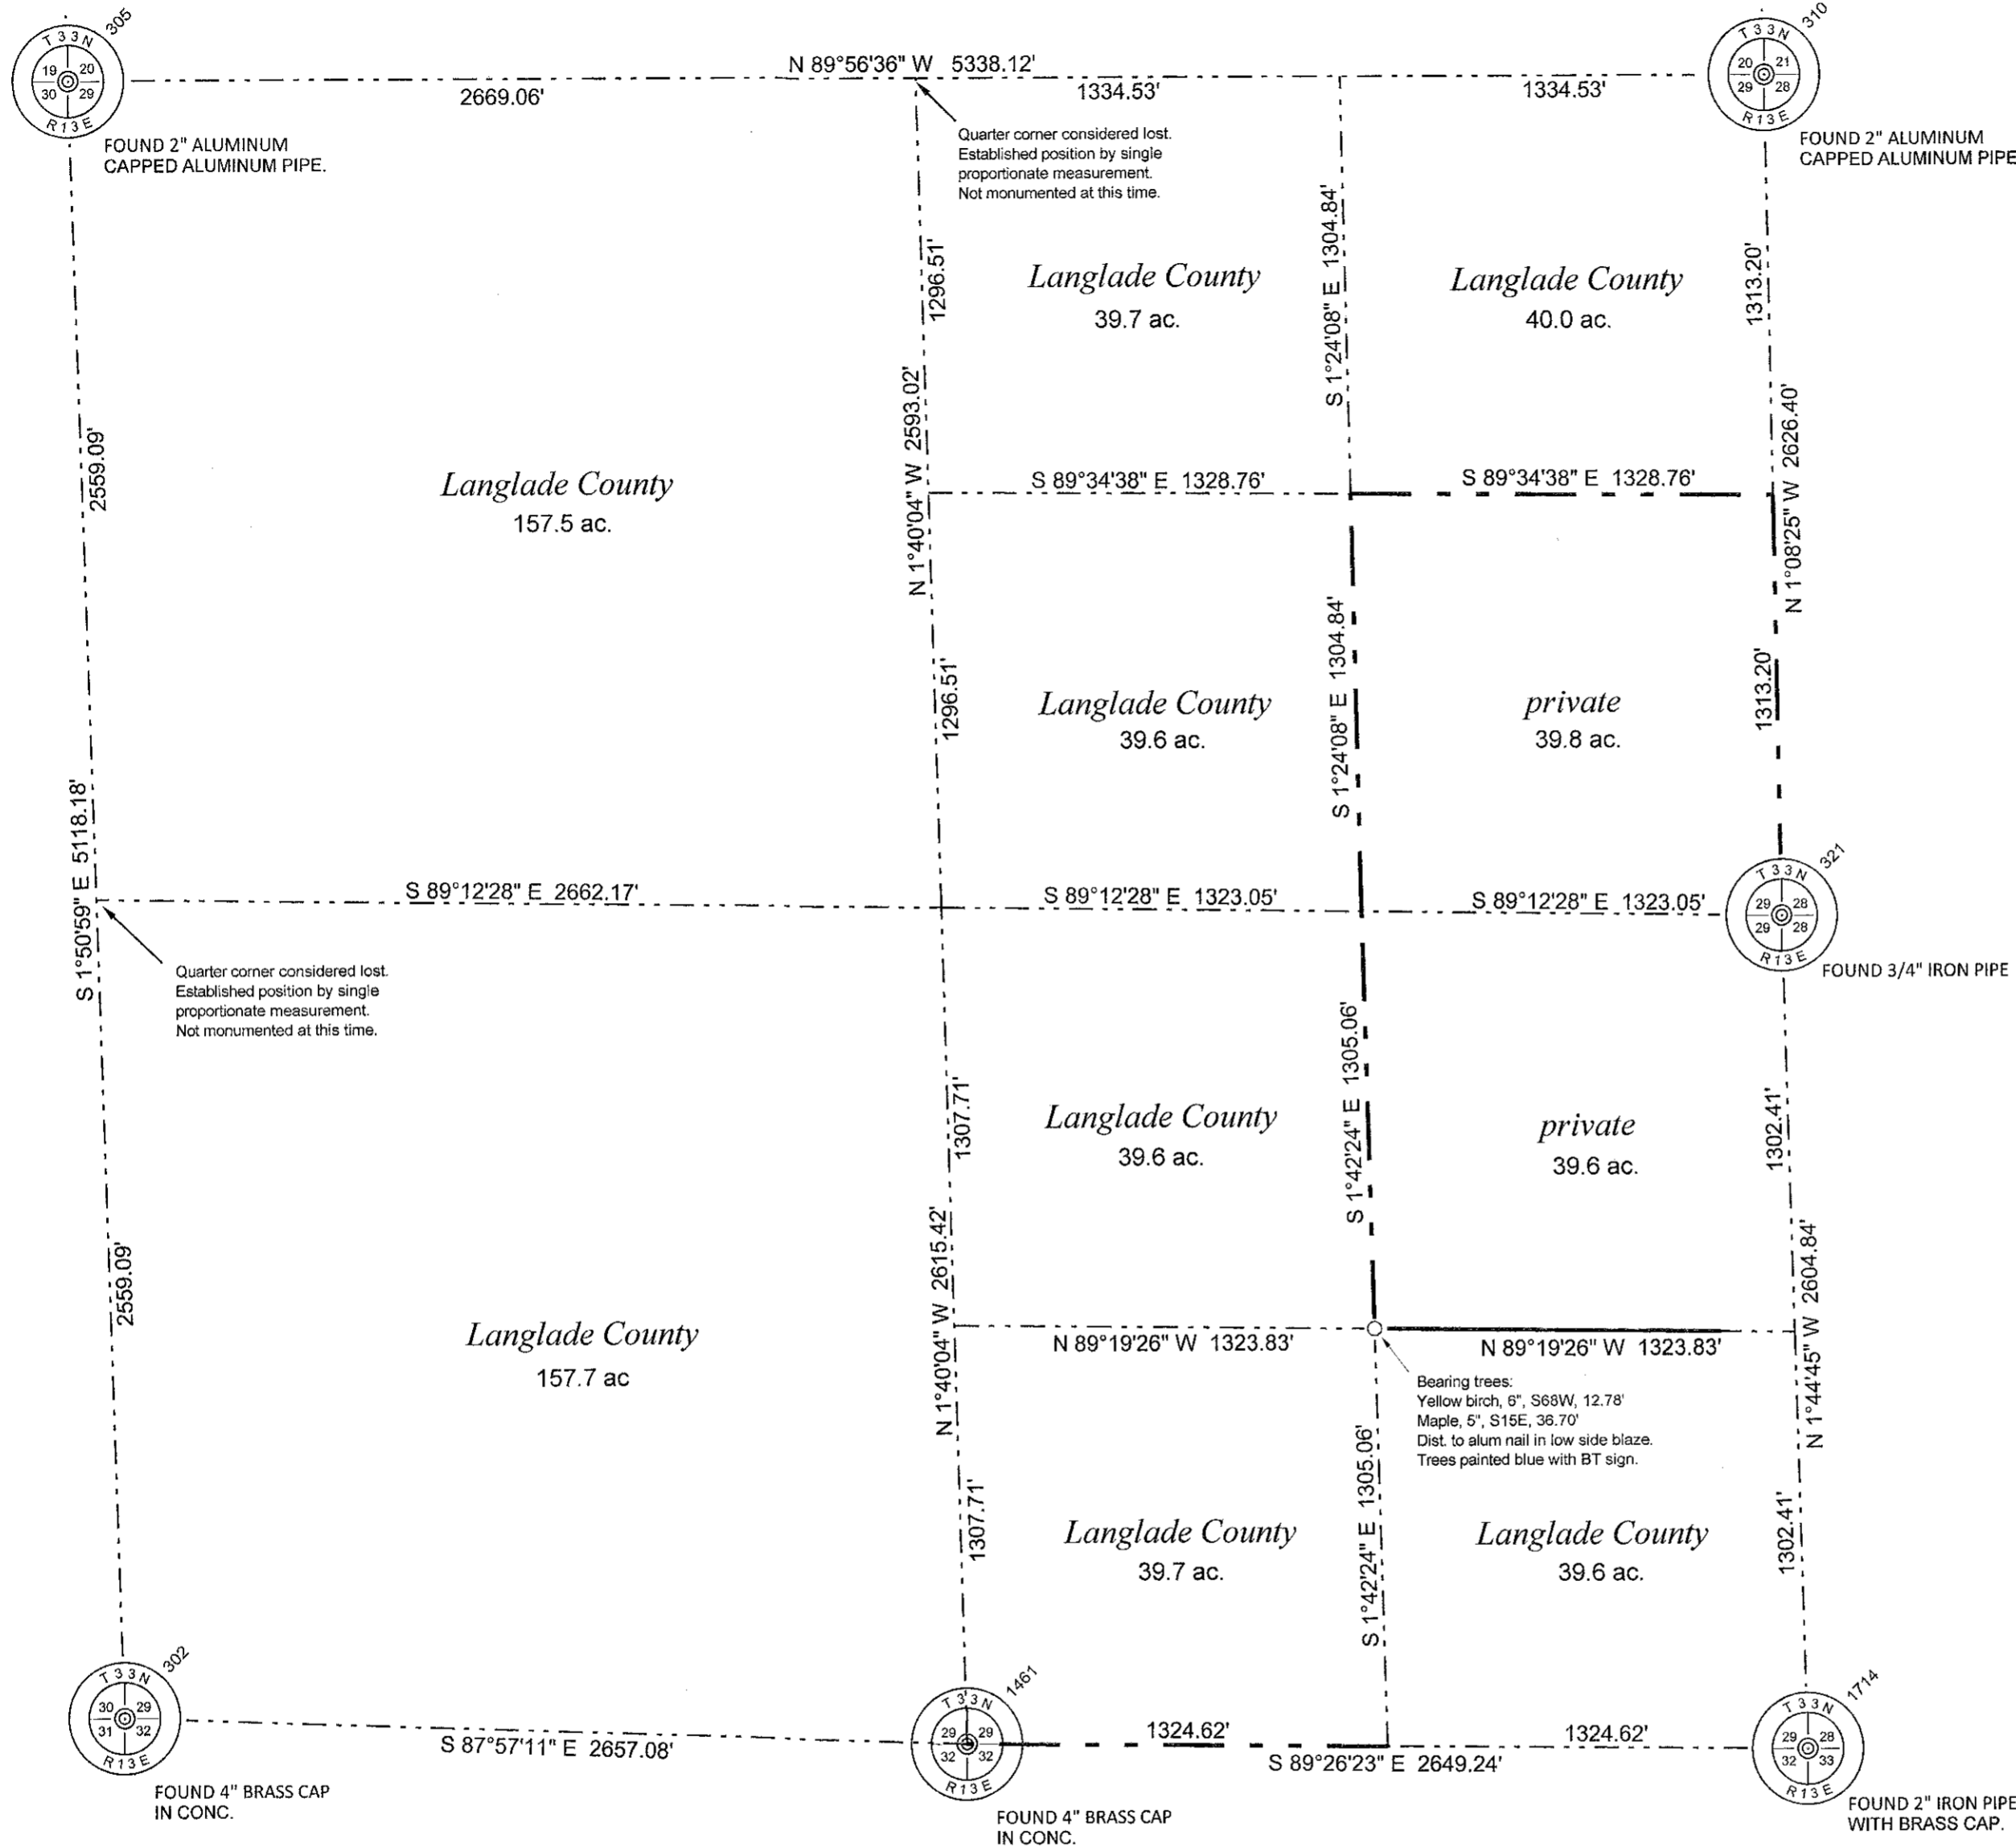 305
T 33N
19 20
30 29
R13E
FOUND 2" ALUMINUM
CAPPED ALUMINUM PIPE.
N 89°56'36" W 5338.12'
2669.06'
1334.53'
1334.53'
310
T 33N
20 21
29 28
R13E
FOUND 2" ALUMINUM
CAPPED ALUMINUM PIPE
Quarter corner considered lost.
Established position by single
proportionate measurement.
Not monumented at this time.
1296.51'
Langlade County
39.7 ac.
S 1°24'08" E 1304.84'
Langlade County
40.0 ac.
1313.20'
2559.09'
Langlade County
157.5 ac.
N 1°40'04" W 2593.02'
S 89°34'38" E 1328.76'
S 89°34'38" E 1328.76'
N 1°08'25" W 2626.40'
1296.51'
Langlade County
39.6 ac.
S 1°24'08" E 1304.84'
private
39.8 ac.
1313.20'
S 1°50'59" E 5118.18'
S 89°12'28" E 2662.17'
S 89°12'28" E 1323.05'
S 89°12'28" E 1323.05'
321
T 33N
29 28
29 28
R13E
FOUND 3/4" IRON PIPE
Quarter corner considered lost.
Established position by single
proportionate measurement.
Not monumented at this time.
1307.71'
Langlade County
39.6 ac.
S 1°42'24" E 1305.06'
private
39.6 ac.
1302.41'
2559.09'
Langlade County
157.7 ac
N 1°40'04" W 2615.42'
N 89°19'26" W 1323.83'
N 89°19'26" W 1323.83'
N 1°44'45" W 2604.84'
Bearing trees:
Yellow birch, 6", S68W, 12.78'
Maple, 5", S15E, 36.70'
Dist. to alum nail in low side blaze.
Trees painted blue with BT sign.
1307.71'
Langlade County
39.7 ac.
S 1°42'24" E 1305.06'
Langlade County
39.6 ac.
1302.41'
302
T 33N
30 29
31 32
R13E
FOUND 4" BRASS CAP
IN CONC.
S 87°57'11" E 2657.08'
1461
T 33N
29 29
32 32
R13E
FOUND 4" BRASS CAP
IN CONC.
1324.62'
S 89°26'23" E 2649.24'
1324.62'
1714
T 33N
29 28
32 33
R13E
FOUND 2" IRON PIPE
WITH BRASS CAP.